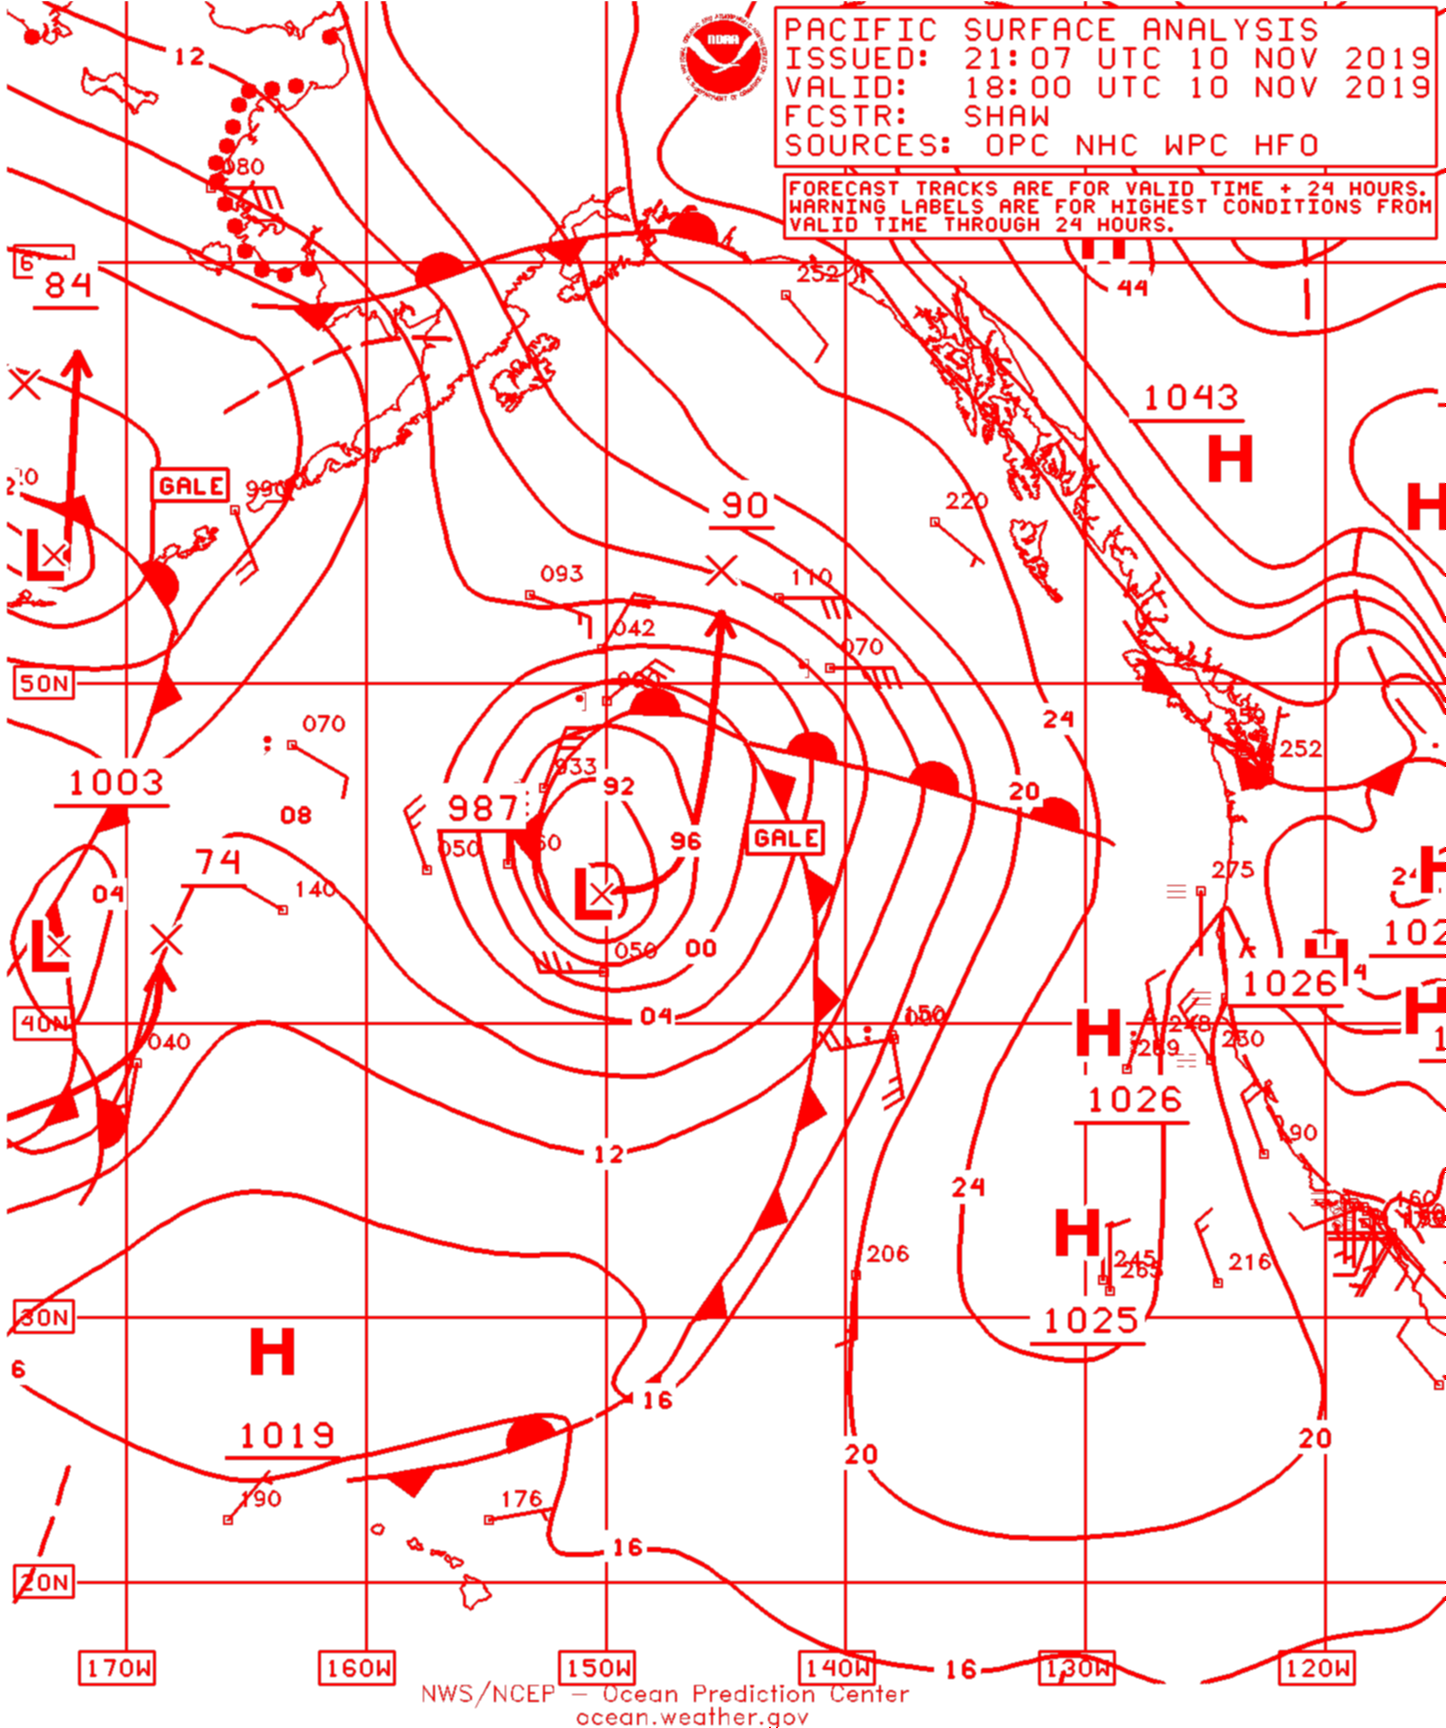 NOAA
PACIFIC SURFACE ANALYSIS
ISSUED: 21:07 UTC 10 NOV 2019
VALID: 18:00 UTC 10 NOV 2019
FCSTR: SHAW
SOURCES: OPC NHC WPC HFO
FORECAST TRACKS ARE FOR VALID TIME + 24 HOURS.
WARNING LABELS ARE FOR HIGHEST CONDITIONS FROM
VALID TIME THROUGH 24 HOURS.
12
080
84
252
44
1043
H
H
GALE
990
90
220
L
093
110
042
070
50N
24
070
252
1003
933
92
20
987
08
050
96
GALE
74
04
140
L
275
L
050
00
1026
40N
04
H
040
230
1026
12
190
24
H
206
245
265
216
30N
1025
H
6
16
1019
20
20
190
176
16
20N
170W
160W
150W
140W
16
130W
120W
NWS/NCEP – Ocean Prediction Center
ocean.weather.gov